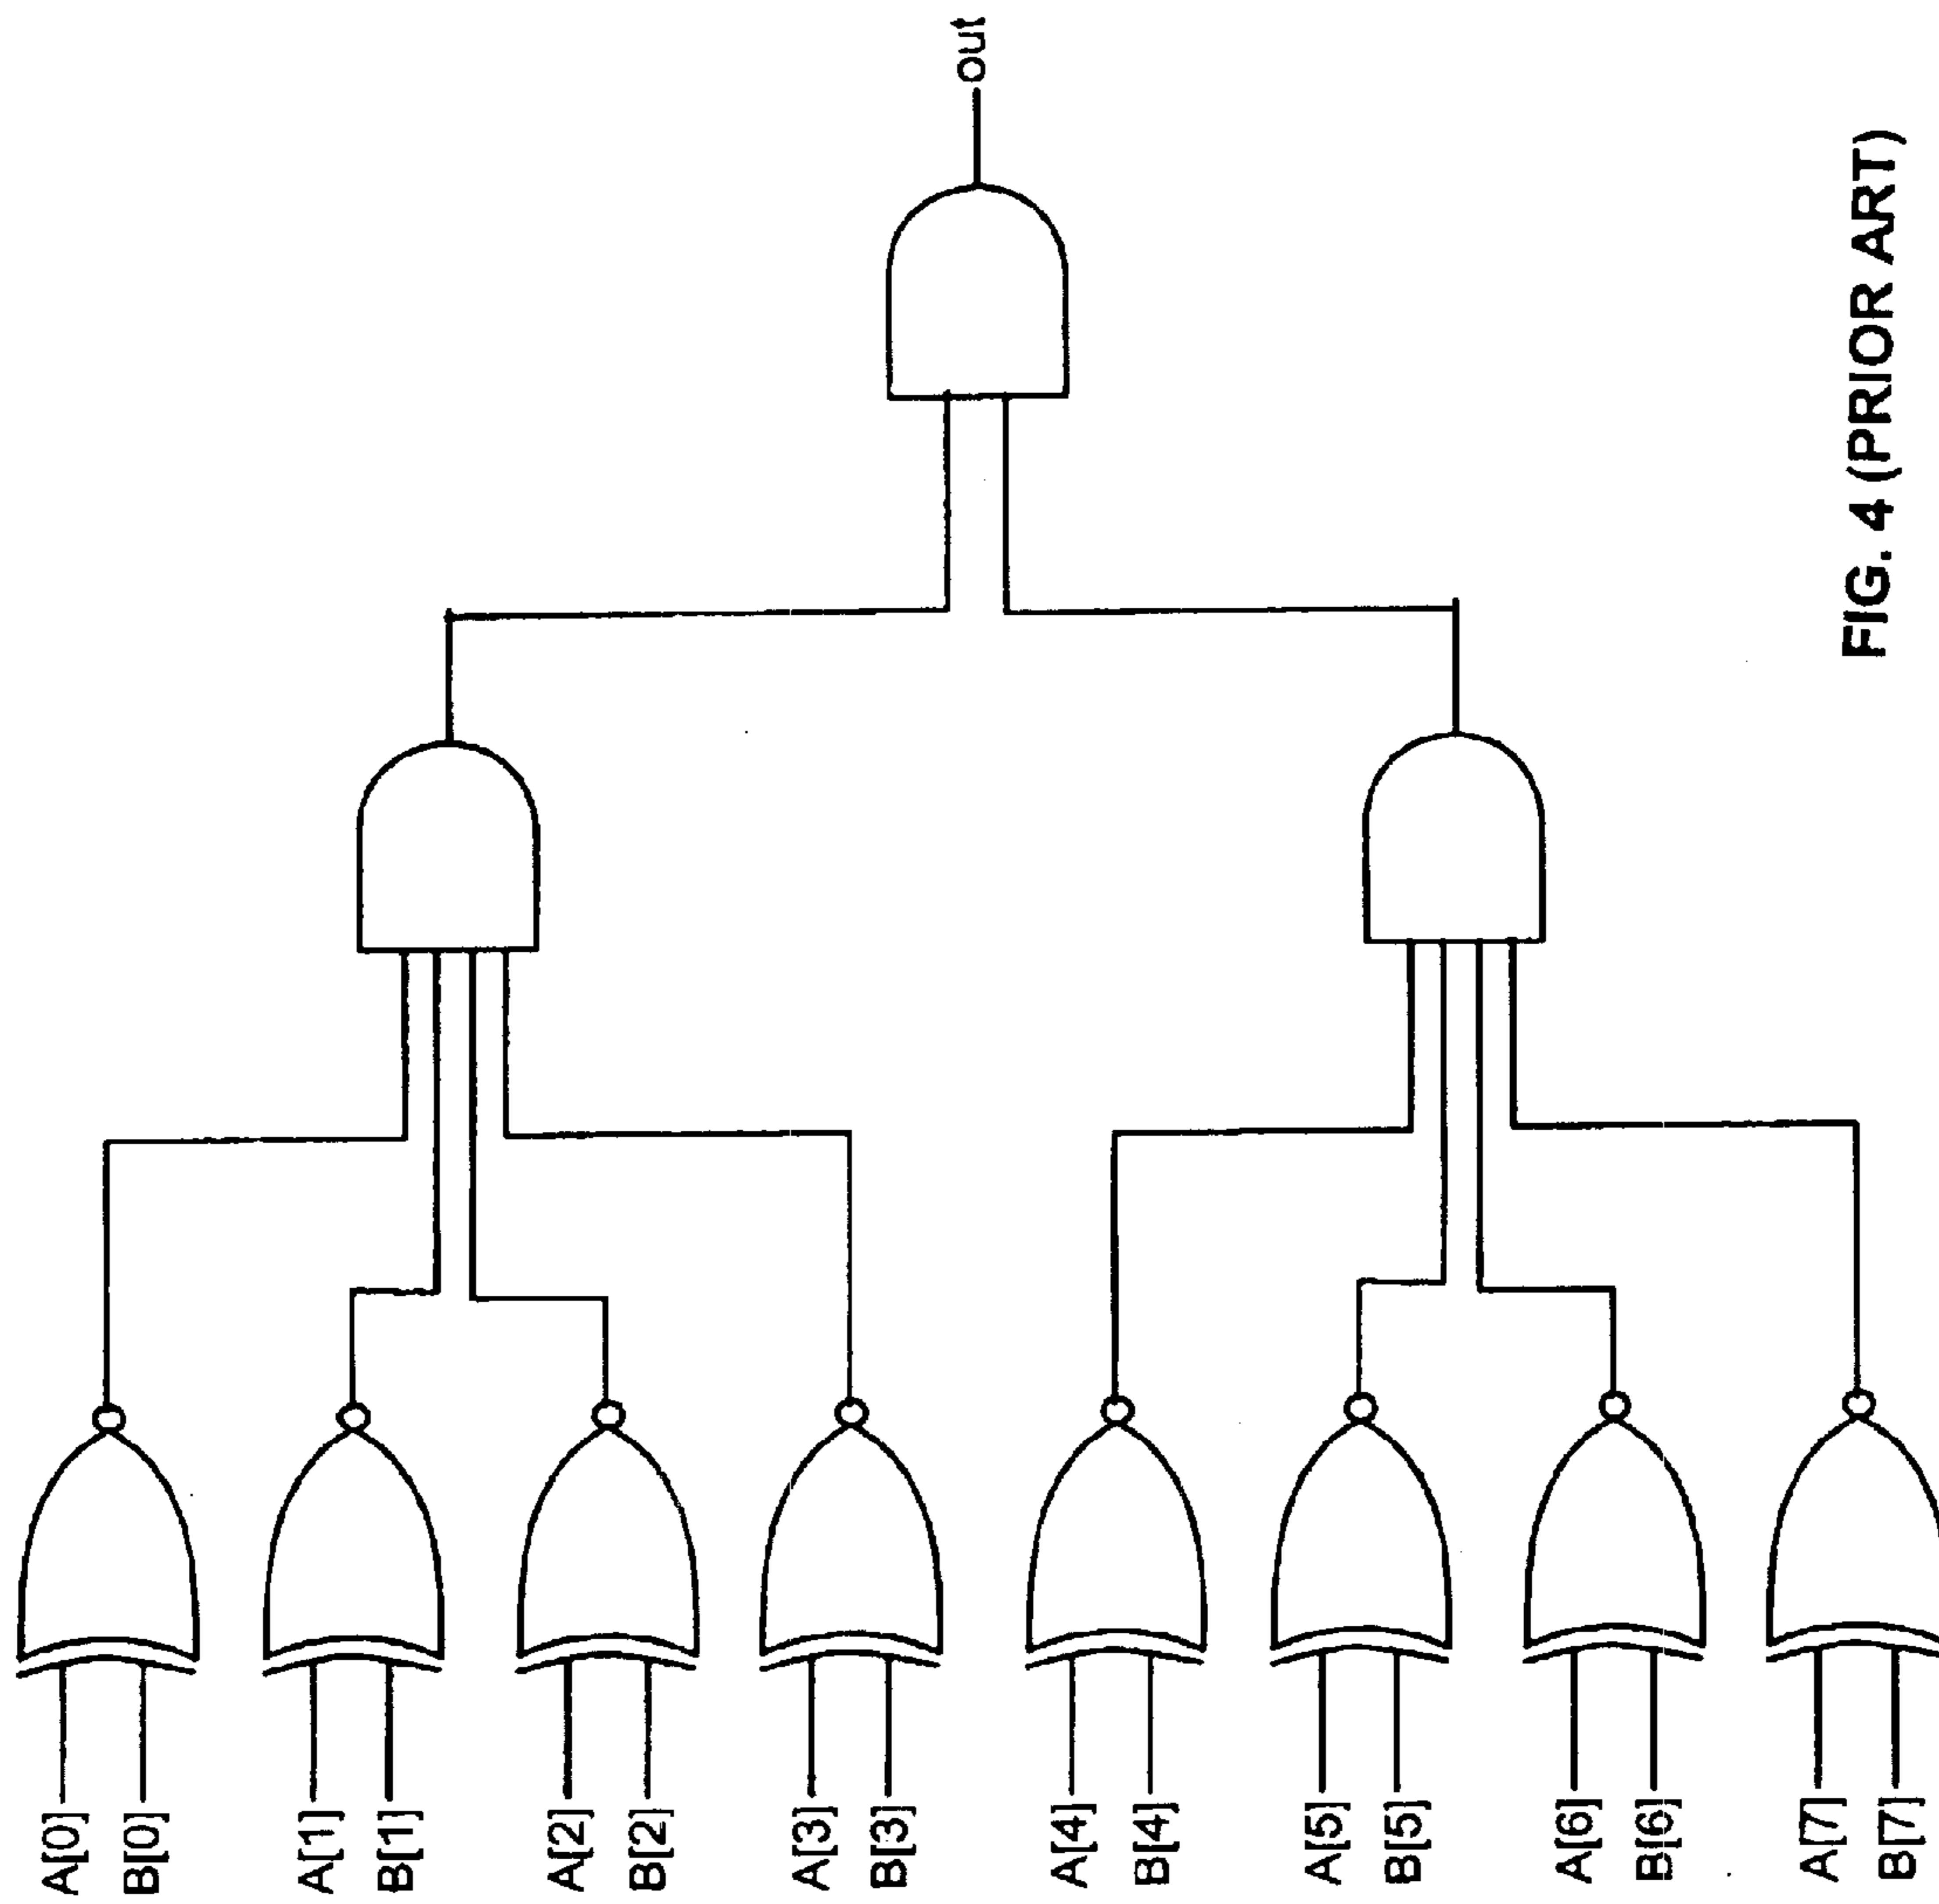 A[0]
B[0]
A[1]
B[1]
A[2]
B[2]
A[3]
B[3]
A[4]
B[4]
A[5]
B[5]
A[6]
B[6]
A[7]
B[7]
out
FIG. 4 (PRIOR ART)